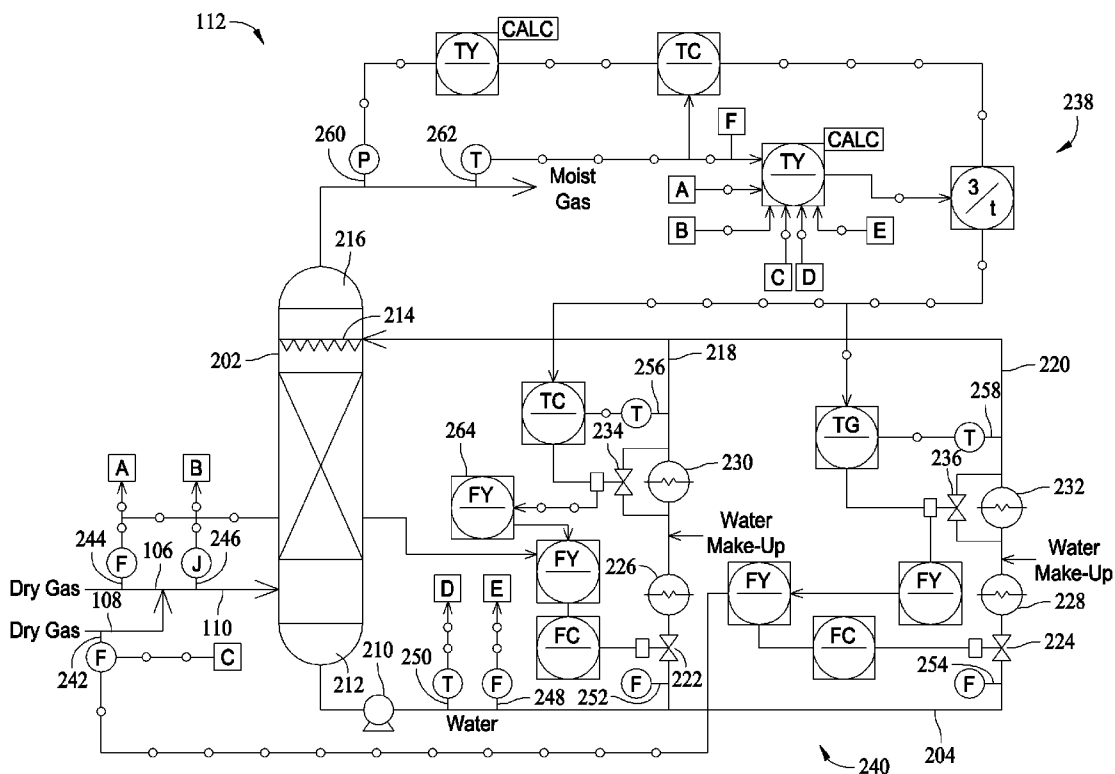 112
TY
CALC
TC
238
260
262
F
P
T
Moist
Gas
TY
CALC
A
3
t
B
E
C
D
216
214
202
218
220
256
258
TC
T
TG
T
264
234
236
230
232
FY
A
B
Water
Make-Up
Water
Make-Up
244
106
246
FY
226
F
J
D
E
FY
FY
228
Dry Gas
108
110
Dry Gas
FC
FC
224
F
C
250
T
F
222
254
242
212
210
248
252
F
F
Water
240
204